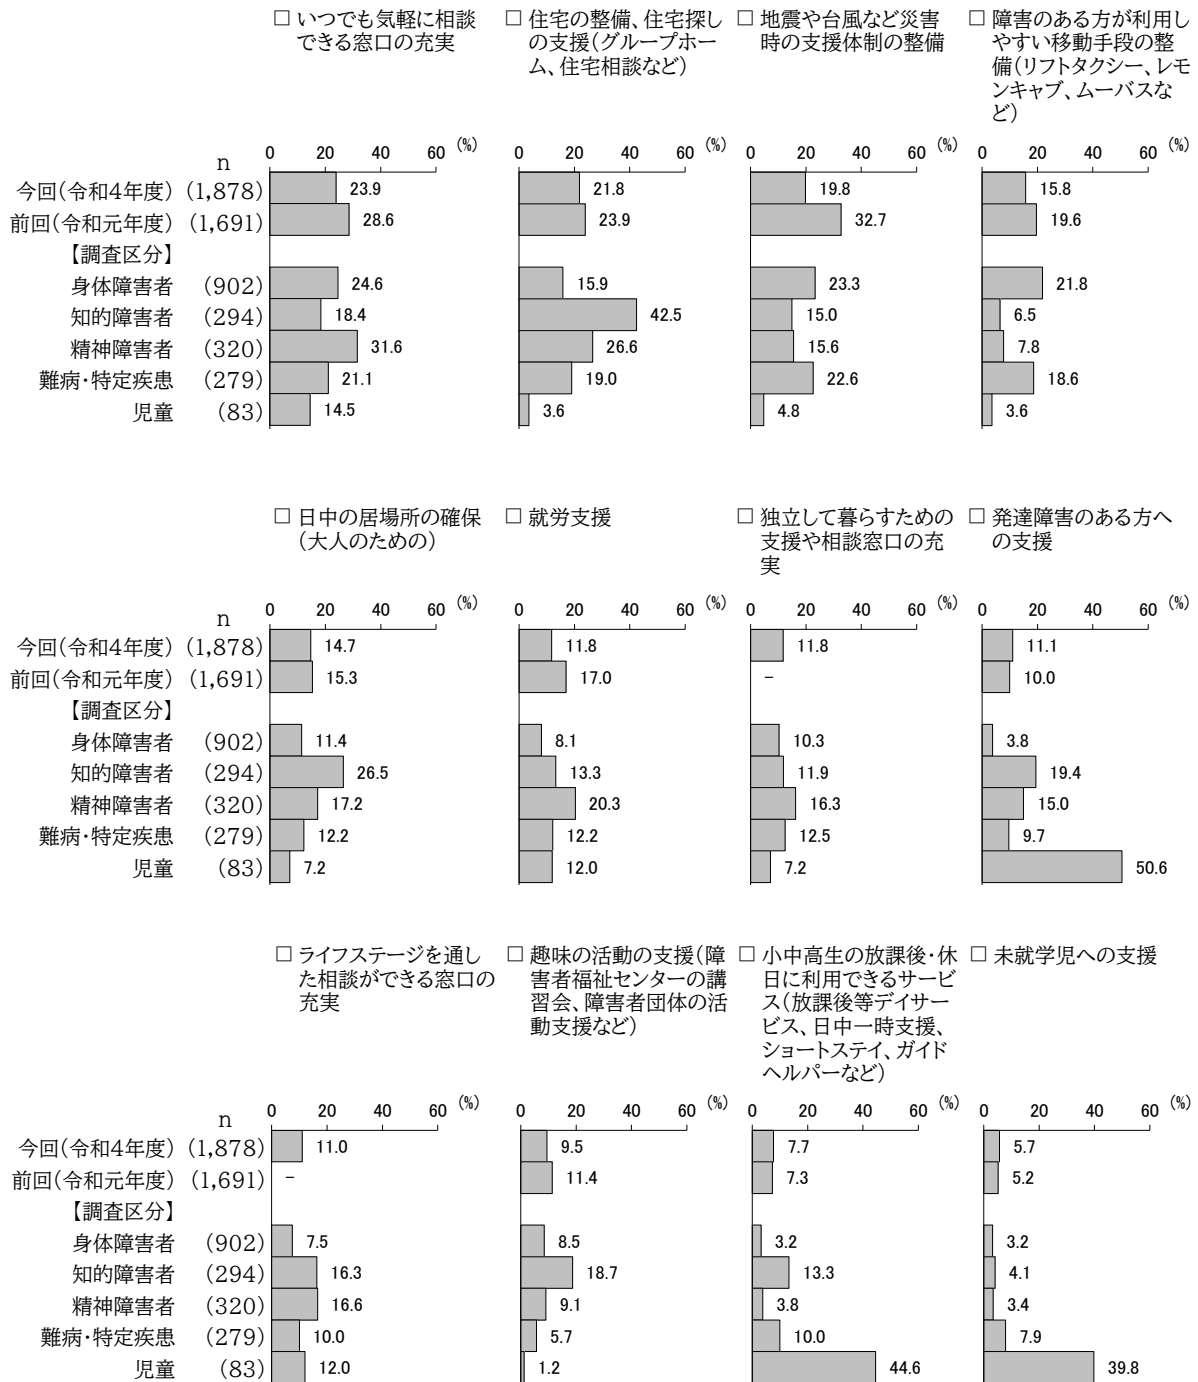 □ いつでも気軽に相談
できる窓口の充実
□ 住宅の整備、住宅探し
の支援（グループホー
ム、住宅相談など）
□ 地震や台風など災害
時の支援体制の整備
□ 障害のある方が利用し
やすい移動手段の整
備（リフトタクシー、レモ
ンキャブ、ムーバスな
ど）
n 0 20 40 60 (%) 0 20 40 60 (%) 0 20 40 60 (%) 0 20 40 60 (%)
今回（令和4年度） (1,878) 23.9 21.8 19.8 15.8
前回（令和元年度） (1,691) 28.6 23.9 32.7 19.6
【調査区分】
身体障害者 (902) 24.6 15.9 23.3 21.8
知的障害者 (294) 18.4 42.5 15.0 6.5
精神障害者 (320) 31.6 26.6 15.6 7.8
難病・特定疾患 (279) 21.1 19.0 22.6 18.6
児童 (83) 14.5 3.6 4.8 3.6
□ 日中の居場所の確保
（大人のための）
□ 就労支援
□ 独立して暮らすための
支援や相談窓口の充
実
□ 発達障害のある方へ
の支援
n 0 20 40 60 (%) 0 20 40 60 (%) 0 20 40 60 (%) 0 20 40 60 (%)
今回（令和4年度） (1,878) 14.7 11.8 11.8 11.1
前回（令和元年度） (1,691) 15.3 17.0 - 10.0
【調査区分】
身体障害者 (902) 11.4 8.1 10.3 3.8
知的障害者 (294) 26.5 13.3 11.9 19.4
精神障害者 (320) 17.2 20.3 16.3 15.0
難病・特定疾患 (279) 12.2 12.2 12.5 9.7
児童 (83) 7.2 12.0 7.2 50.6
□ ライフステージを通し
た相談ができる窓口の
充実
□ 趣味の活動の支援（障
害者福祉センターの講
習会、障害者団体の活
動支援など）
□ 小中高生の放課後・休
日に利用できるサービ
ス（放課後等デイサー
ビス、日中一時支援、
ショートステイ、ガイド
ヘルパーなど）
□ 未就学児への支援
n 0 20 40 60 (%) 0 20 40 60 (%) 0 20 40 60 (%) 0 20 40 60 (%)
今回（令和4年度） (1,878) 11.0 9.5 7.7 5.7
前回（令和元年度） (1,691) - 11.4 7.3 5.2
【調査区分】
身体障害者 (902) 7.5 8.5 3.2 3.2
知的障害者 (294) 16.3 18.7 13.3 4.1
精神障害者 (320) 16.6 9.1 3.8 3.4
難病・特定疾患 (279) 10.0 5.7 10.0 7.9
児童 (83) 12.0 1.2 44.6 39.8